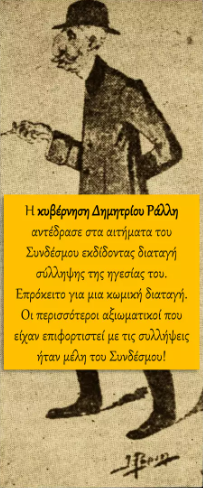 Η κυβέρνηση Δημητρίου Ράλλη
αντέδρασε στα αιτήματα του
Συνδέσμου εκδίδοντας διαταγή
σύλληψης της ηγεσίας του.
Επρόκειτο για μια κωμική διαταγή.
Οι περισσότεροι αξιωματικοί που
είχαν επιφορτιστεί με τις συλλήψεις
ήταν μέλη του Συνδέσμου!